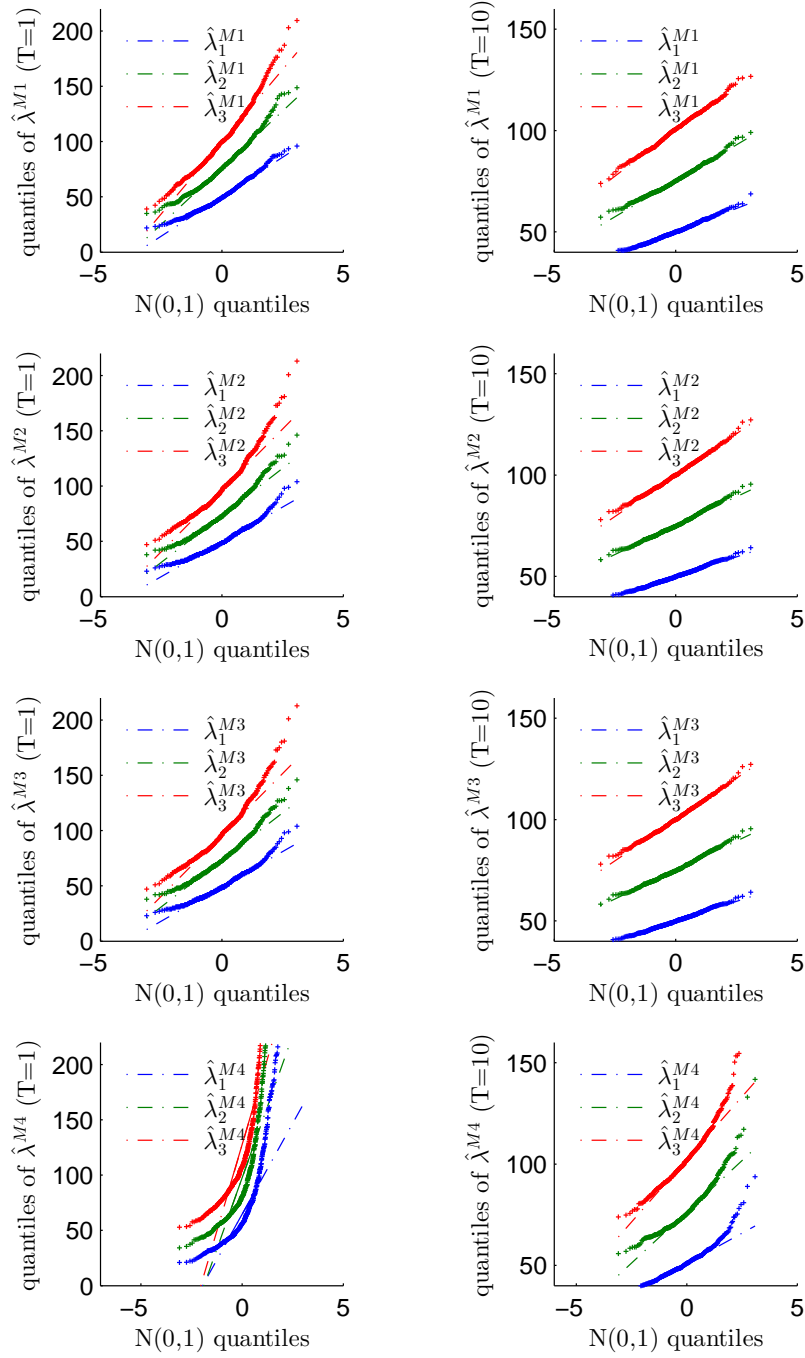 quantiles of λ̂^{M1} (T=1)
200
150
100
50
0
λ̂_1^{M1}
λ̂_2^{M1}
λ̂_3^{M1}
−5 0 5
N(0,1) quantiles
quantiles of λ̂^{M1} (T=10)
150
100
50
λ̂_1^{M1}
λ̂_2^{M1}
λ̂_3^{M1}
−5 0 5
N(0,1) quantiles
quantiles of λ̂^{M2} (T=1)
200
150
100
50
0
λ̂_1^{M2}
λ̂_2^{M2}
λ̂_3^{M2}
−5 0 5
N(0,1) quantiles
quantiles of λ̂^{M2} (T=10)
150
100
50
λ̂_1^{M2}
λ̂_2^{M2}
λ̂_3^{M2}
−5 0 5
N(0,1) quantiles
quantiles of λ̂^{M3} (T=1)
200
150
100
50
0
λ̂_1^{M3}
λ̂_2^{M3}
λ̂_3^{M3}
−5 0 5
N(0,1) quantiles
quantiles of λ̂^{M3} (T=10)
150
100
50
λ̂_1^{M3}
λ̂_2^{M3}
λ̂_3^{M3}
−5 0 5
N(0,1) quantiles
quantiles of λ̂^{M4} (T=1)
200
150
100
50
0
λ̂_1^{M4}
λ̂_2^{M4}
λ̂_3^{M4}
−5 0 5
N(0,1) quantiles
quantiles of λ̂^{M4} (T=10)
150
100
50
λ̂_1^{M4}
λ̂_2^{M4}
λ̂_3^{M4}
−5 0 5
N(0,1) quantiles